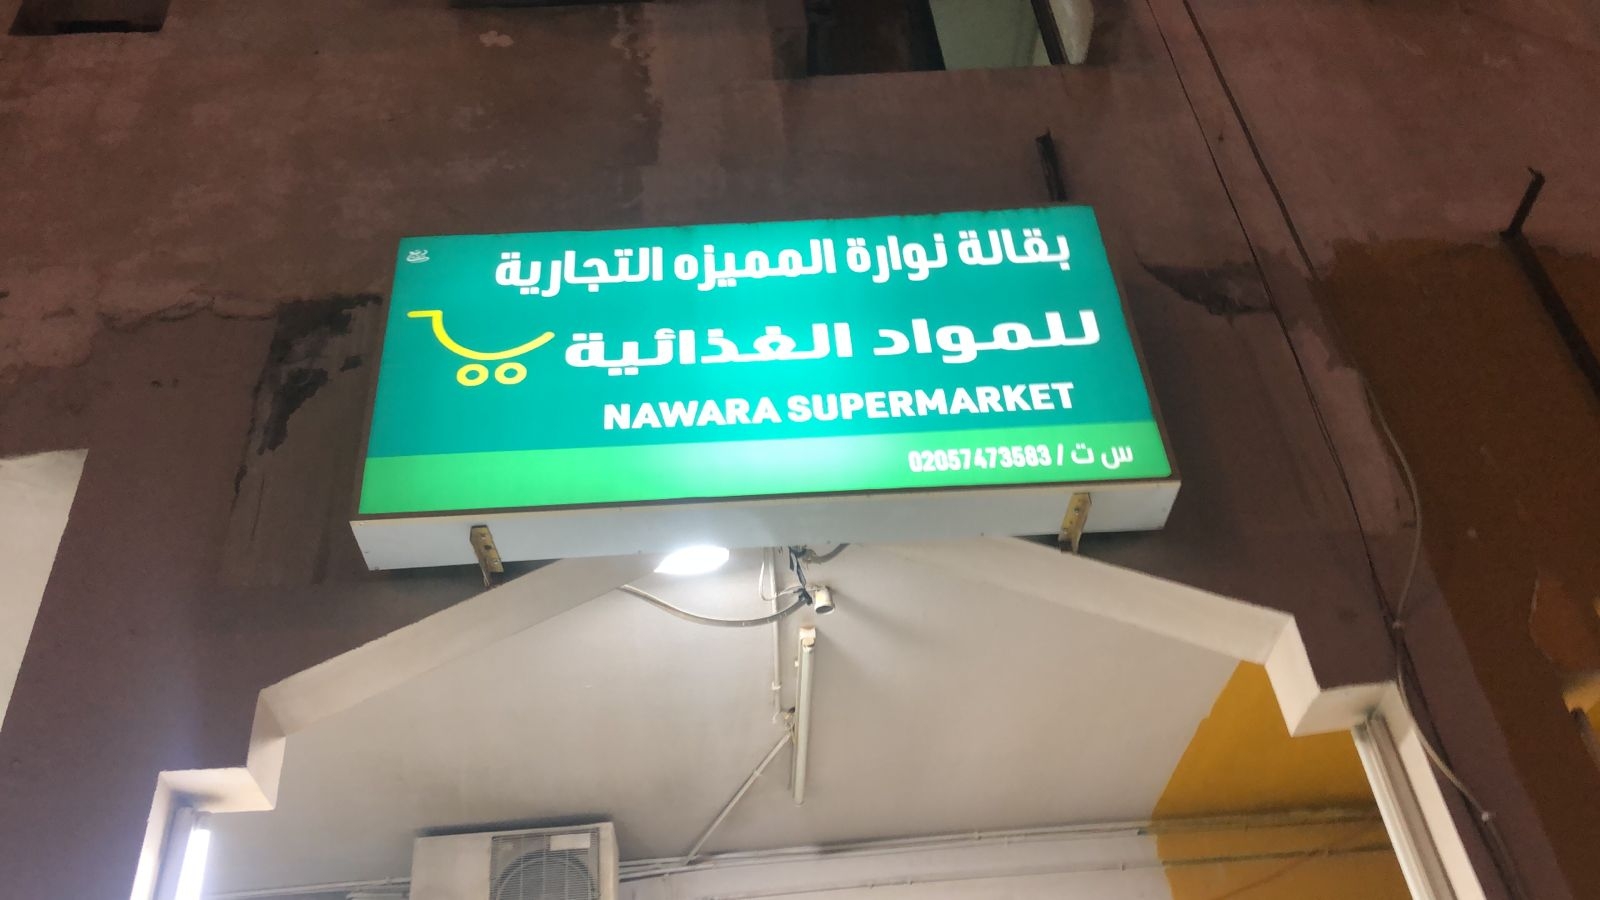 بقالة نوارة المميزه التجارية
للمواد الغذائية
NAWARA SUPERMARKET
س ت / 02057473583